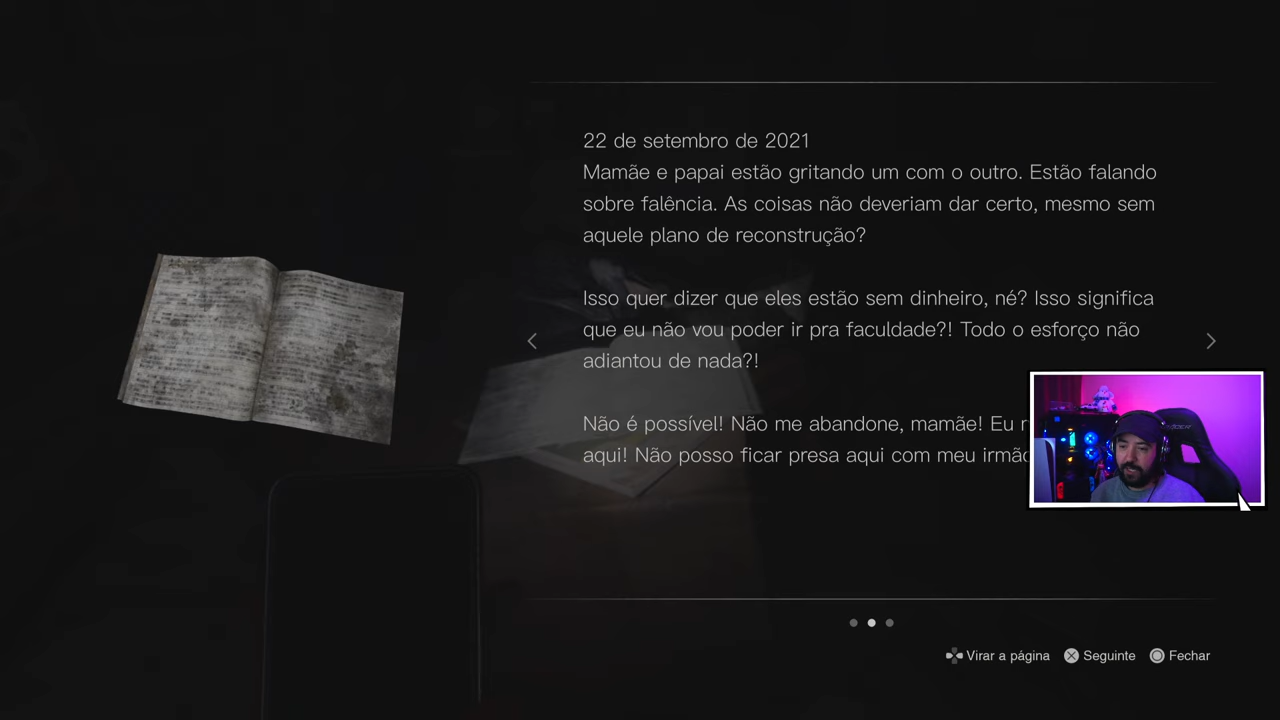 22 de setembro de 2021
Mamãe e papai estão gritando um com o outro. Estão falando
sobre falência. As coisas não deveriam dar certo, mesmo sem
aquele plano de reconstrução?
Isso quer dizer que eles estão sem dinheiro, né? Isso significa
que eu não vou poder ir pra faculdade?! Todo o esforço não
adiantou de nada?!
Não é possível! Não me abandone, mamãe! Eu
aqui! Não posso ficar presa aqui com meu
Virar a página Seguinte Fechar